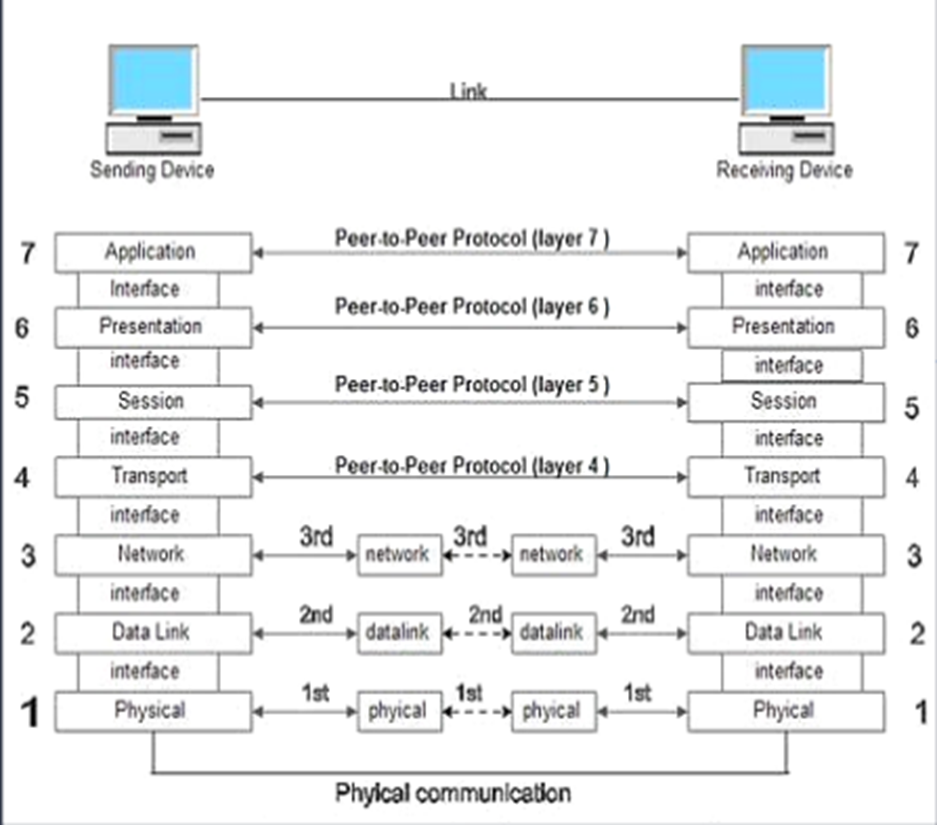 Link
Sending Device Receiving Device
7 Application Peer-to-Peer Protocol (layer 7 ) Application 7
Interface interface
6 Presentation Peer-to-Peer Protocol (layer 6 ) Presentation 6
interface interface
5 Session Peer-to-Peer Protocol (layer 5 ) Session 5
interface interface
4 Transport Peer-to-Peer Protocol (layer 4 ) Transport 4
interface interface
3 Network 3rd network 3rd network 3rd Network 3
interface interface
2 Data Link 2nd datalink 2nd datalink 2nd Data Link 2
interface interface
1 Physical 1st phyical 1st phyical 1st Phyical 1
Phyical communication